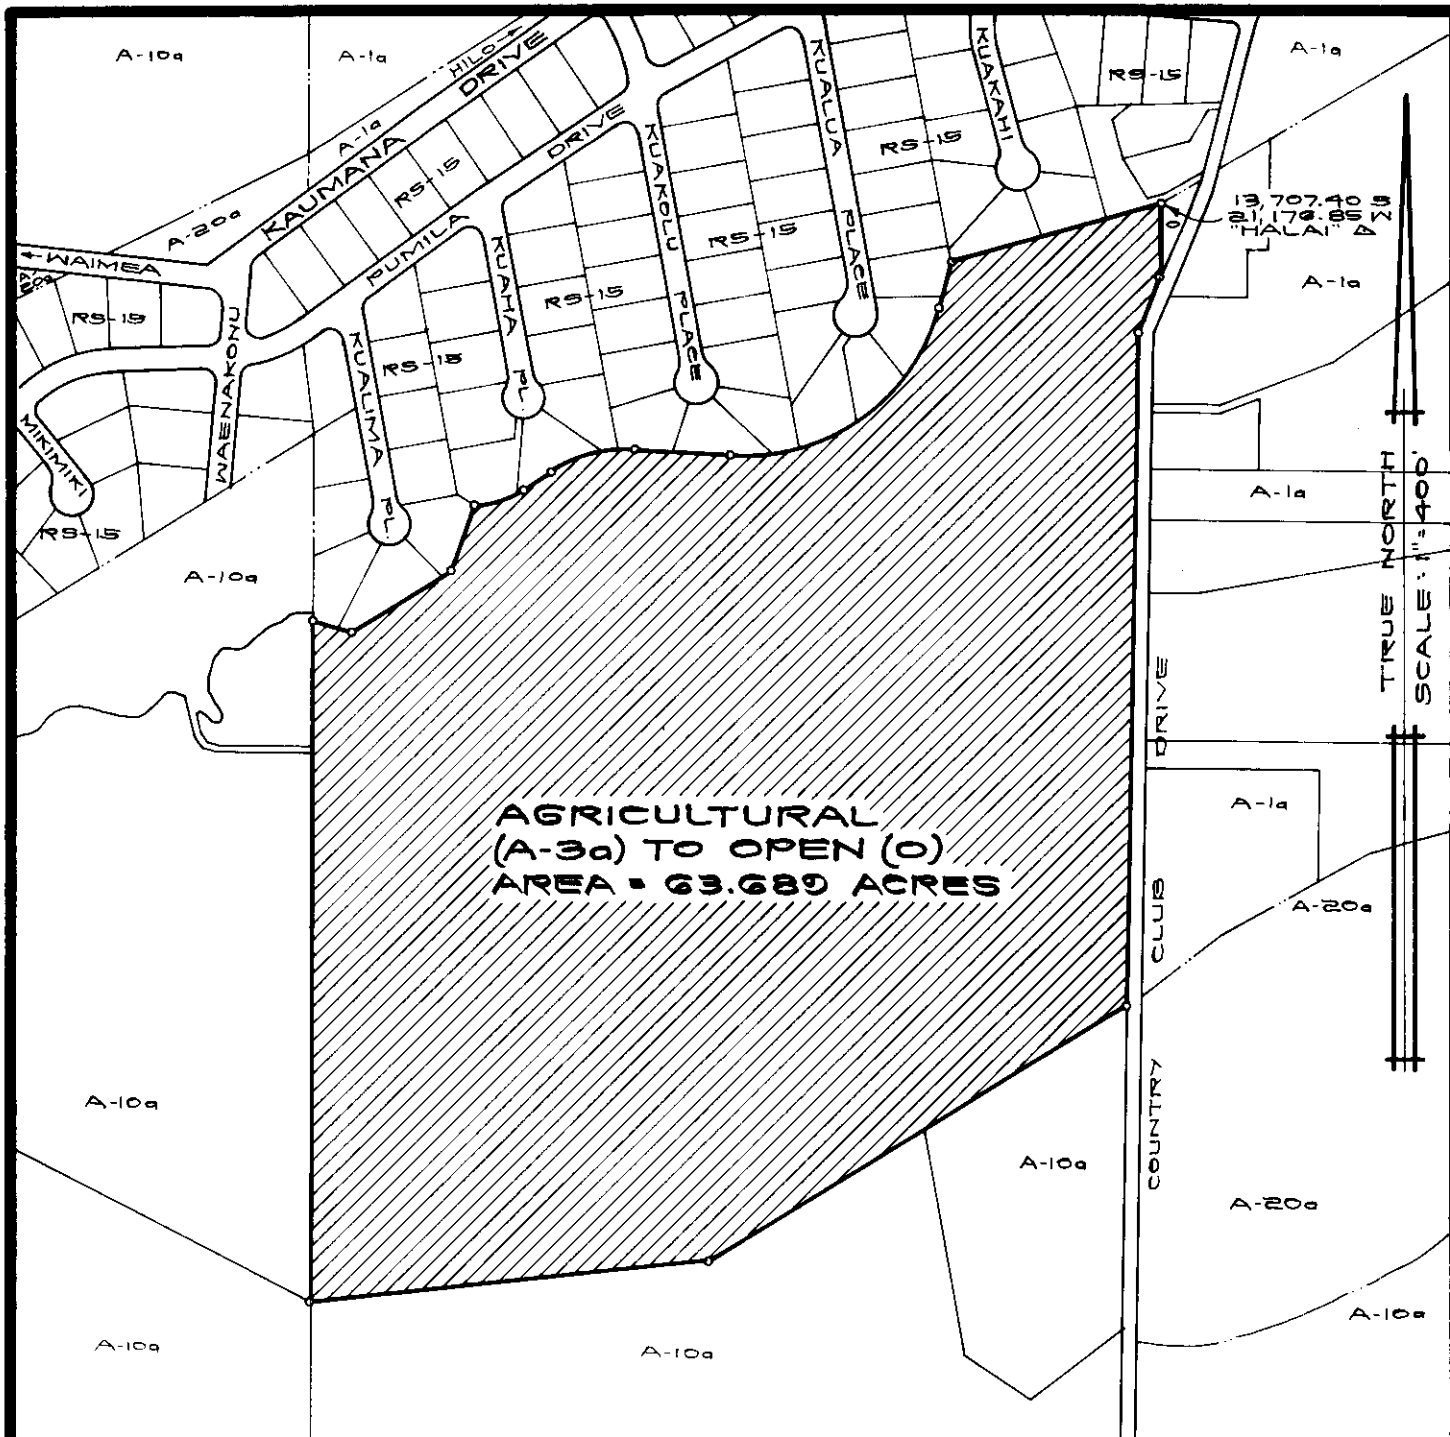 A-10a
A-1a
HILO→
KAUMANA DRIVE
A-1a
A-20a
RS-15
PUMILA DRIVE
←WAIMEA
RS-15
WAENAKONU
MIKIMIKI
RS-15
KUALIMA PL
RS-15
KUAHA PL
RS-15
KUAKOLU PLACE
RS-15
KUALUA PLACE
RS-15
KUAKAHI
RS-15
A-1a
13,707.40 S
21,178.85 W
"HALAI" Δ
O
A-1a
A-10a
A-1a
TRUE NORTH
SCALE: 1"=400'
AGRICULTURAL
(A-3a) TO OPEN (O)
AREA = 63.689 ACRES
COUNTRY CLUB DRIVE
A-1a
A-20a
A-10a
A-10a
A-20a
A-10a
A-10a
A-10a